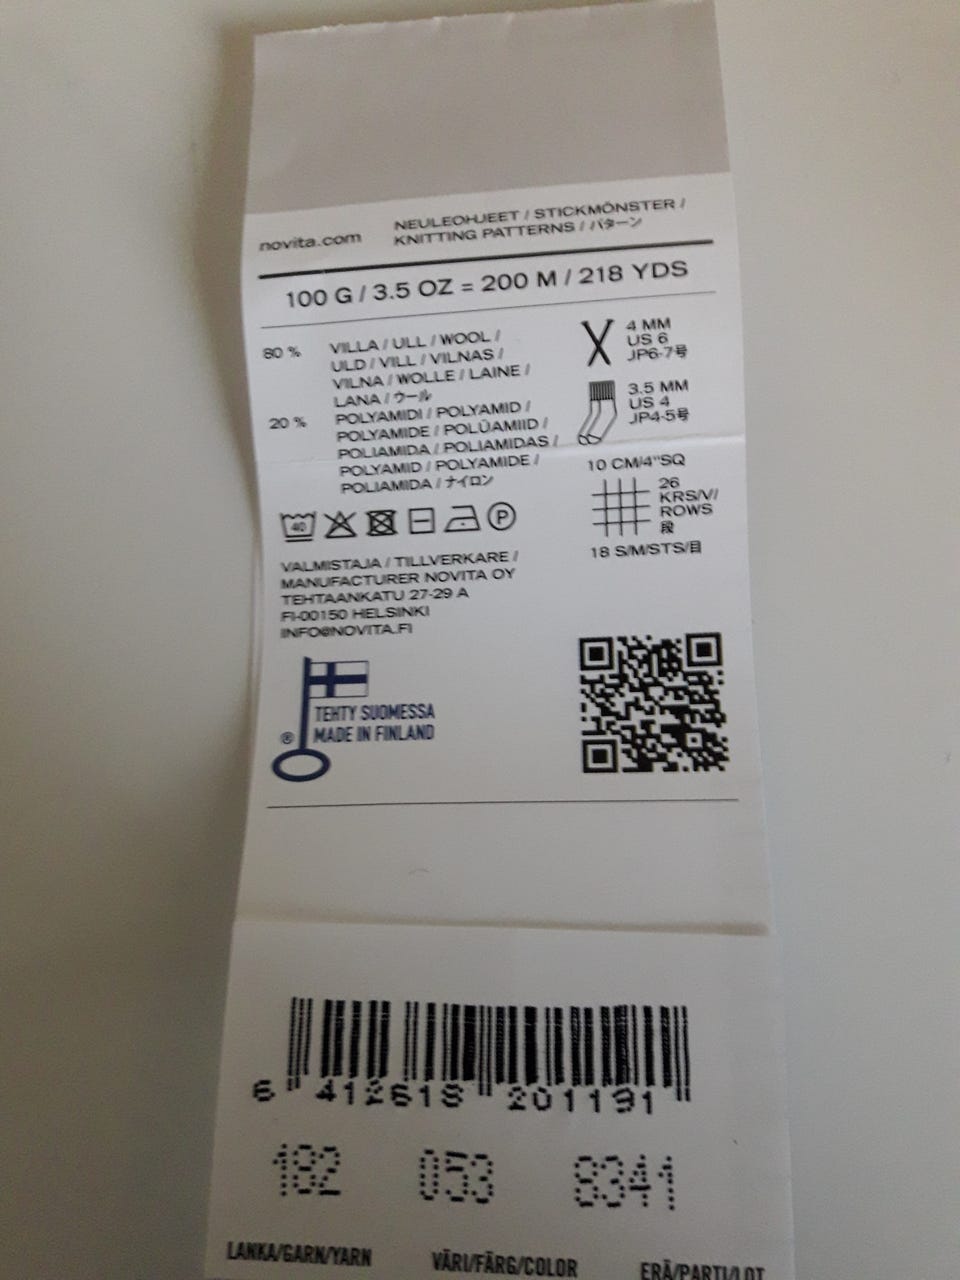 novita.com
NEULEOHJEET / STICKMÖNSTER /
KNITTING PATTERNS / パターン
100 G / 3.5 OZ = 200 M / 218 YDS
80 %
VILLA / ULL / WOOL /
ULD / VILL / VILNAS /
VILNA / WOLLE / LAINE /
LANA / ウール
20 %
POLYAMIDI / POLYAMID /
POLYAMIDE / POLÜAMIID /
POLIAMIDA / POLIAMIDAS /
POLYAMID / POLYAMIDE /
POLIAMIDA / ナイロン
4 MM
US 6
JP6-7号
3.5 MM
US 4
JP4-5号
10 CM/4"SQ
26
KRS/V/
ROWS
段
18 S/M/STS/目
40
P
VALMISTAJA / TILLVERKARE /
MANUFACTURER NOVITA OY
TEHTAANKATU 27-29 A
FI-00150 HELSINKI
INFO@NOVITA.FI
TEHTY SUOMESSA
® MADE IN FINLAND
6 412618 201191
182 053 8341
LANKA/GARN/YARN VÄRI/FÄRG/COLOR ERÄ/PARTI/LOT